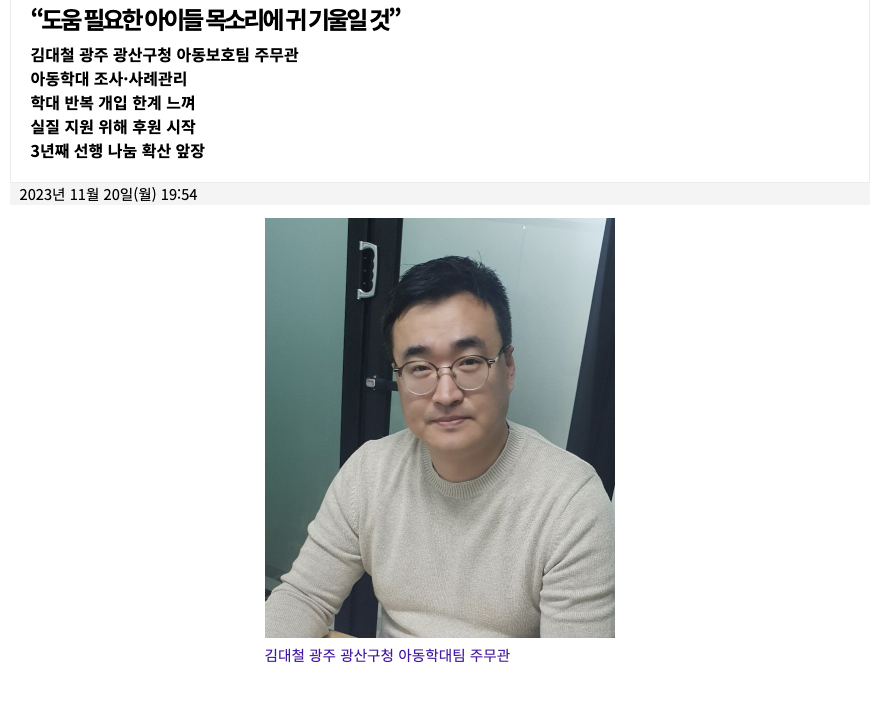 “도움 필요한 아이들 목소리에 귀 기울일 것”
김대철 광주 광산구청 아동보호팀 주무관
아동학대 조사·사례관리
학대 반복 개입 한계 느껴
실질 지원 위해 후원 시작
3년째 선행 나눔 확산 앞장
2023년 11월 20일(월) 19:54
김대철 광주 광산구청 아동학대팀 주무관